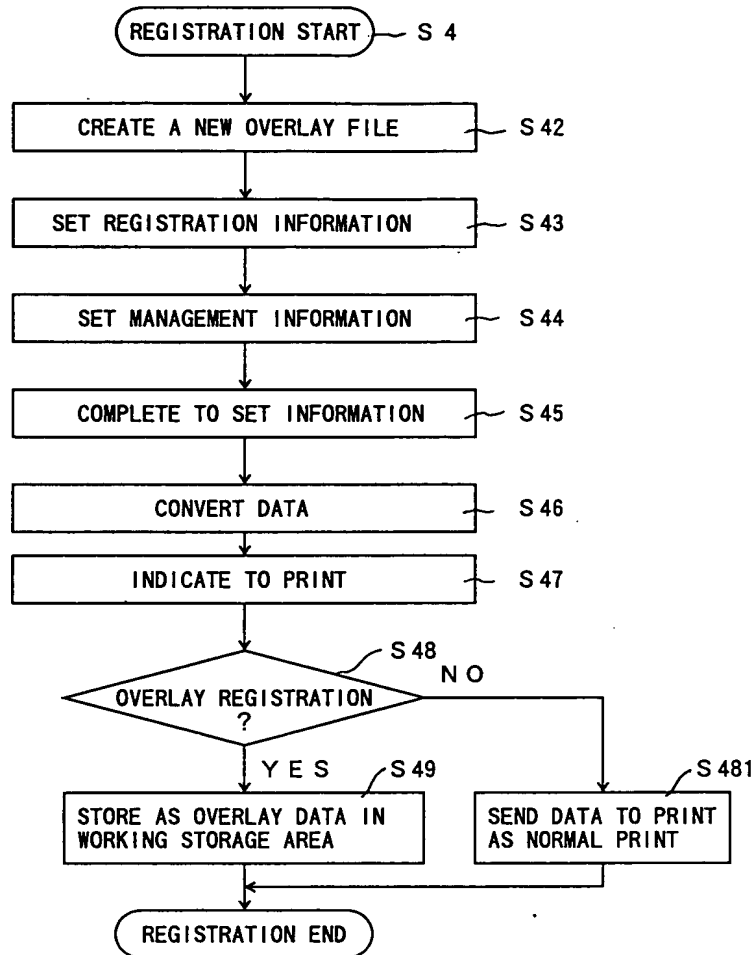 REGISTRATION START
S 4
CREATE A NEW OVERLAY FILE
S 42
SET REGISTRATION INFORMATION
S 43
SET MANAGEMENT INFORMATION
S 44
COMPLETE TO SET INFORMATION
S 45
CONVERT DATA
S 46
INDICATE TO PRINT
S 47
S 48
OVERLAY REGISTRATION
?
NO
YES
S 49
STORE AS OVERLAY DATA IN
WORKING STORAGE AREA
S 481
SEND DATA TO PRINT
AS NORMAL PRINT
REGISTRATION END